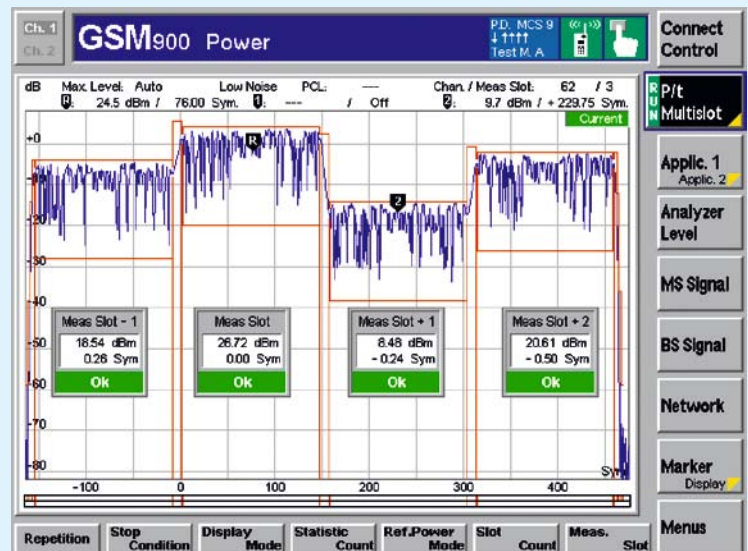 Ch. 1
Ch. 2
GSM900 Power
P.D. MCS 9
↓↑↑↑↑
Test M. A
Connect Control
dB Max. Level: Auto Low Noise PCL: --- Chan. / Meas Slot: 62 / 3
R: 24.5 dBm / 76.00 Sym. 1: --- / Off 2: 9.7 dBm / + 229.75 Sym.
Current
RUN
P/t Multislot
Applic. 1
Applic. 2
Analyzer Level
MS Signal
BS Signal
Network
Marker
Display
Menus
+0
-10
-20
-30
-40
-50
-60
-70
-80
R
2
Meas Slot - 1
18.54 dBm
0.26 Sym
Ok
Meas Slot
26.72 dBm
0.00 Sym
Ok
Meas Slot + 1
8.48 dBm
- 0.24 Sym
Ok
Meas Slot + 2
20.61 dBm
- 0.50 Sym
Ok
Sym
-100 0 100 200 300 400
Repetition
Stop Condition
Display Mode
Statistic Count
Ref.Power Mode
Slot Count
Meas. Slot